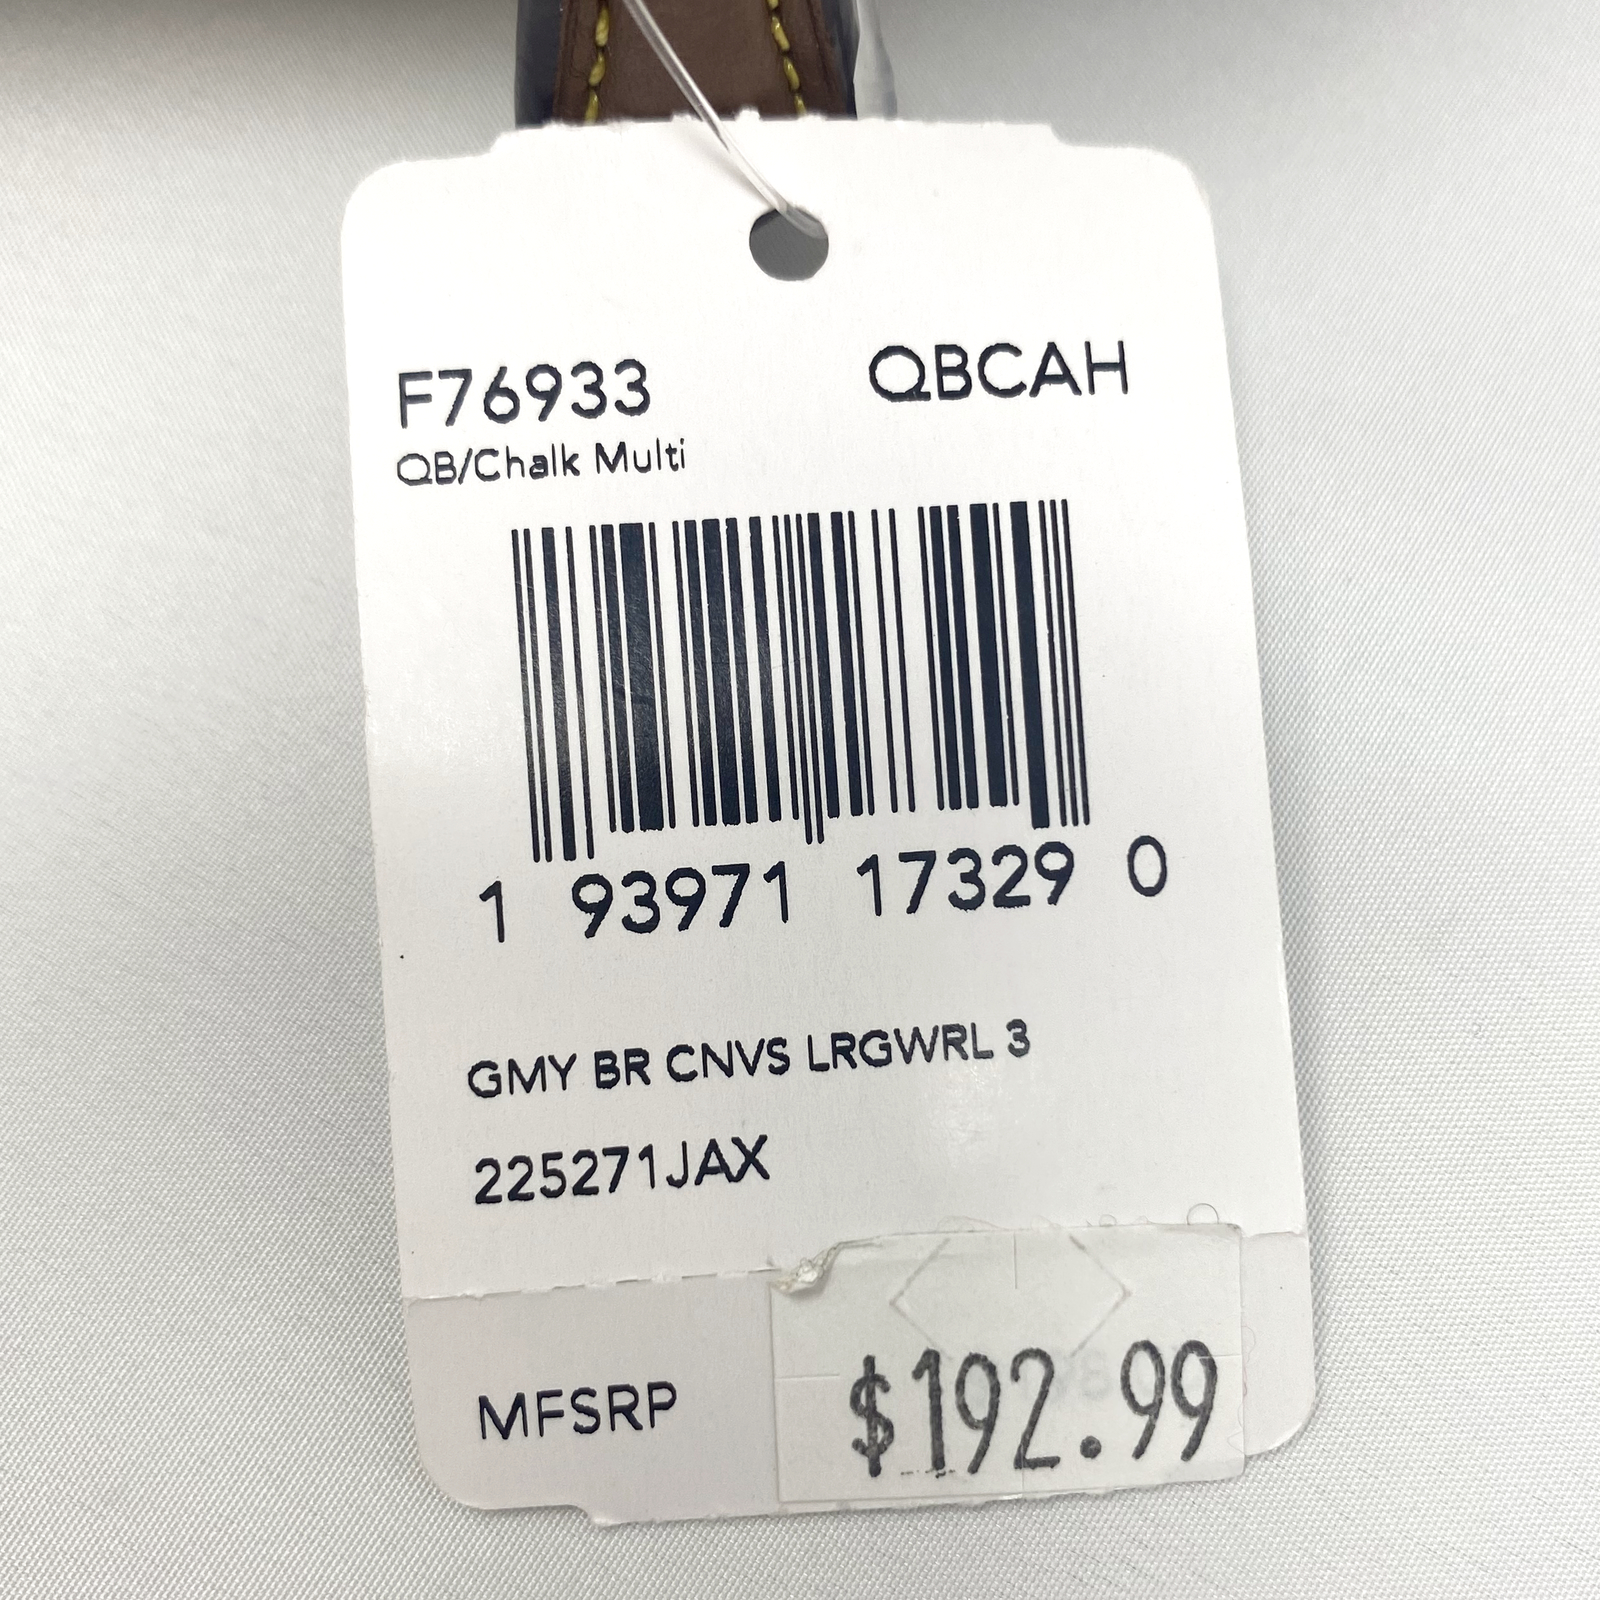 F76933 QBCAH
QB/Chalk Multi
1 93971 17329 0
GMY BR CNVS LRGWRL 3
225271JAX
MFSRP $192.99